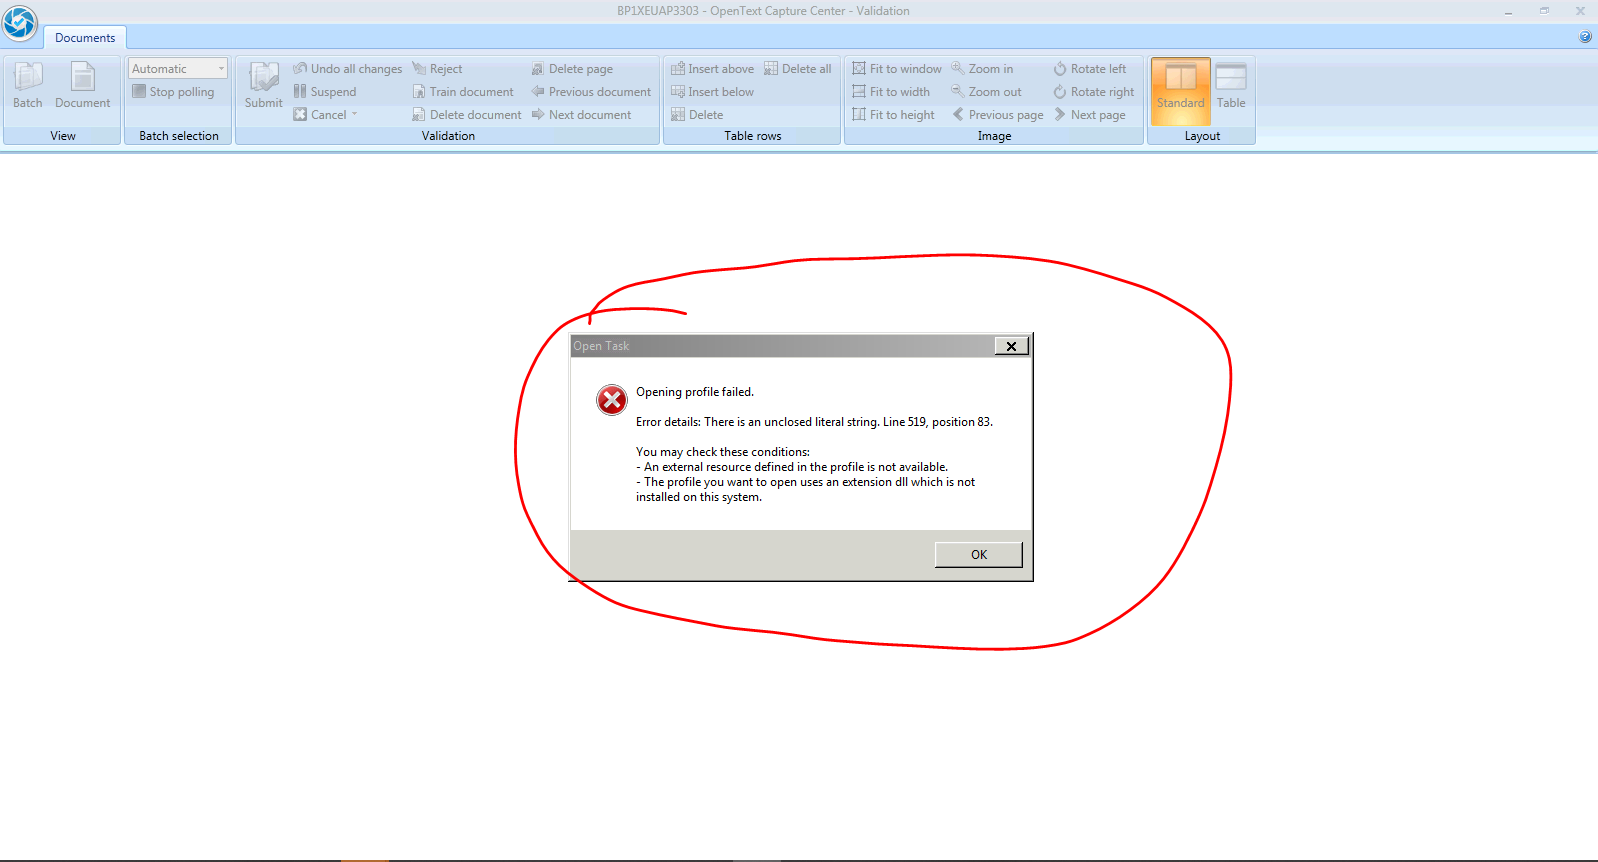 BP1XEUAP3303 - OpenText Capture Center - Validation
Documents
Automatic
Undo all changes
Reject
Delete page
Insert above
Delete all
Fit to window
Zoom in
Rotate left
Stop polling
Suspend
Train document
Previous document
Insert below
Fit to width
Zoom out
Rotate right
Batch
Document
Submit
Standard
Table
Cancel
Delete document
Next document
Delete
Fit to height
Previous page
Next page
View
Batch selection
Validation
Table rows
Image
Layout
Open Task
Opening profile failed.
Error details: There is an unclosed literal string. Line 519, position 83.
You may check these conditions:
- An external resource defined in the profile is not available.
- The profile you want to open uses an extension dll which is not
installed on this system.
OK